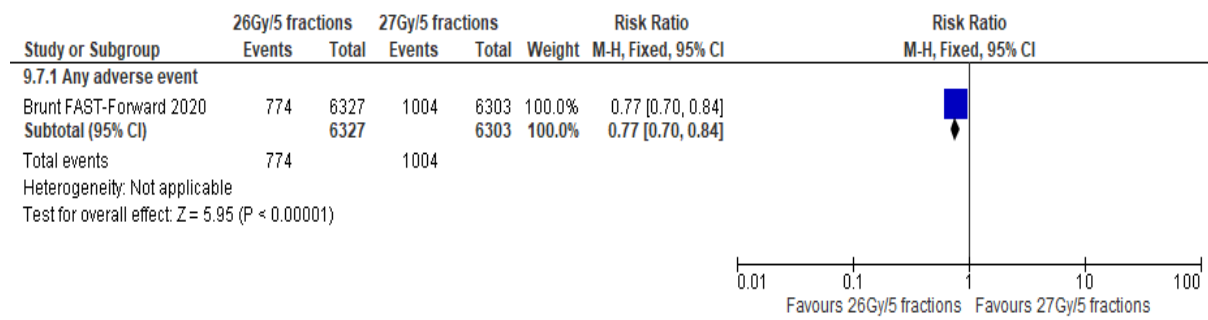 26Gy/5 fractions 27Gy/5 fractions Risk Ratio Risk Ratio
Study or Subgroup Events Total Events Total Weight M-H, Fixed, 95% CI M-H, Fixed, 95% CI
9.7.1 Any adverse event
Brunt FAST-Forward 2020 774 6327 1004 6303 100.0% 0.77 [0.70, 0.84]
Subtotal (95% CI) 6327 6303 100.0% 0.77 [0.70, 0.84]
Total events 774 1004
Heterogeneity: Not applicable
Test for overall effect: Z = 5.95 (P < 0.00001)
0.01 0.1 1 10 100
Favours 26Gy/5 fractions Favours 27Gy/5 fractions